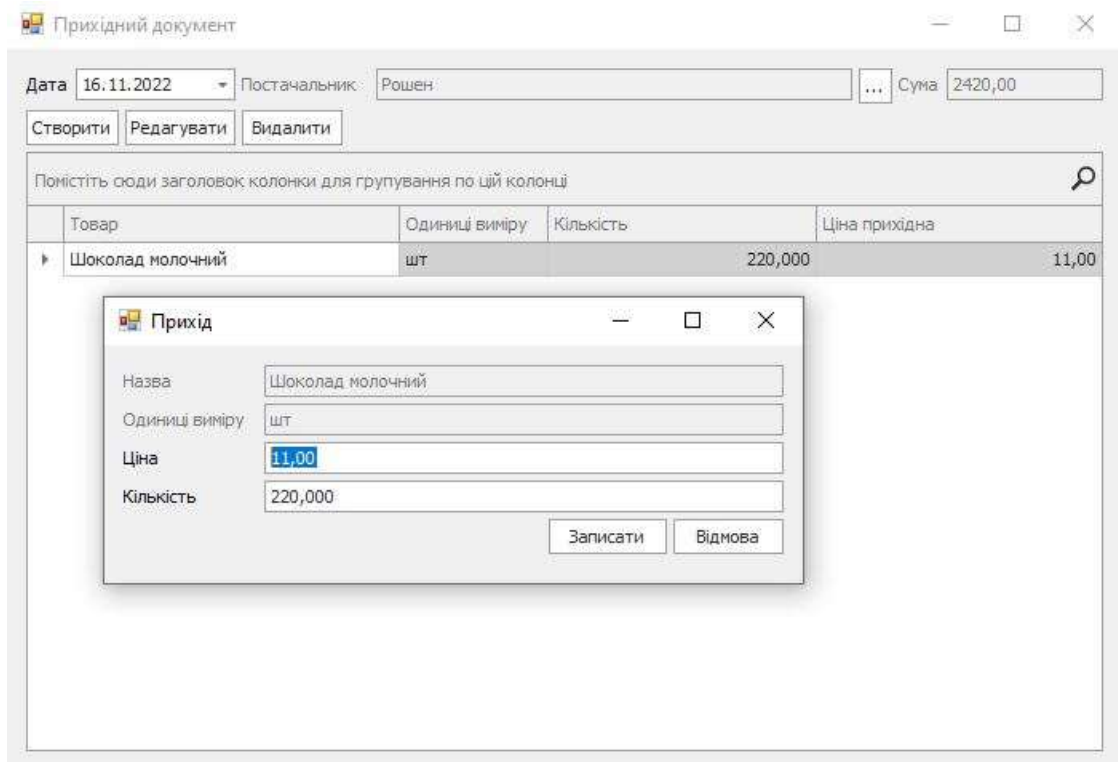 Прихідний документ
Дата 16.11.2022 Постачальник Рошен ... Сума 2420,00
Створити Редагувати Видалити
Помістіть сюди заголовок колонки для групування по цій колонці
Товар Одиниці виміру Кількість Ціна прихідна
Шоколад молочний шт 220,000 11,00
Прихід
Назва Шоколад молочний
Одиниці виміру шт
Ціна 11,00
Кількість 220,000
Записати Відмова